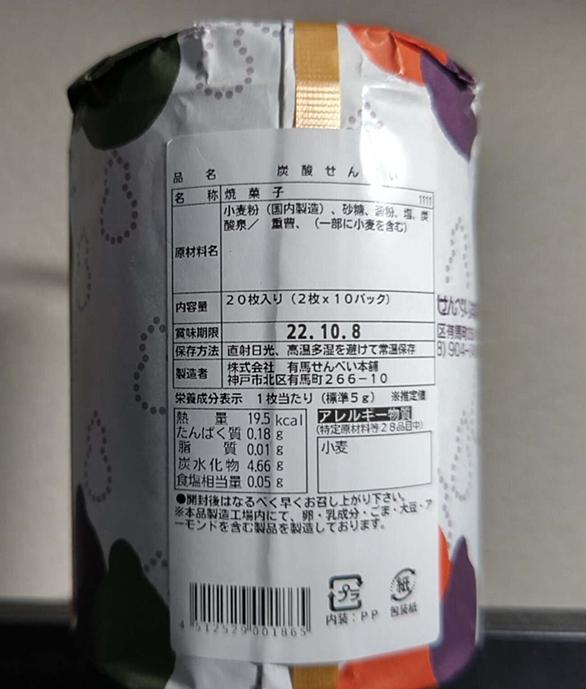 品名 炭酸せんべい
名称 焼菓子 1111
原材料名 小麦粉（国内製造）、砂糖、澱粉、塩、炭
酸泉／ 重曹、（一部に小麦を含む）
内容量 20枚入り（2枚×10パック）
賞味期限 22.10.8
保存方法 直射日光、高温多湿を避けて常温保存
製造者 株式会社 有馬せんべい本舗
神戸市北区有馬町266－10
栄養成分表示 1枚当たり（標準5g） ※推定値
熱量 19.5 kcal
たんぱく質 0.18 g
脂質 0.01 g
炭水化物 4.66 g
食塩相当量 0.05 g
アレルギー物質
(特定原材料等28品目中)
小麦
●開封後はなるべく早くお召し上がり下さい。
※本品製造工場内にて、卵・乳成分・ごま・大豆・ア
ーモンドを含む製品を製造しております。
4 512529 001865
プラ
内装：PP
紙
包装紙
区有馬町
8) 904-